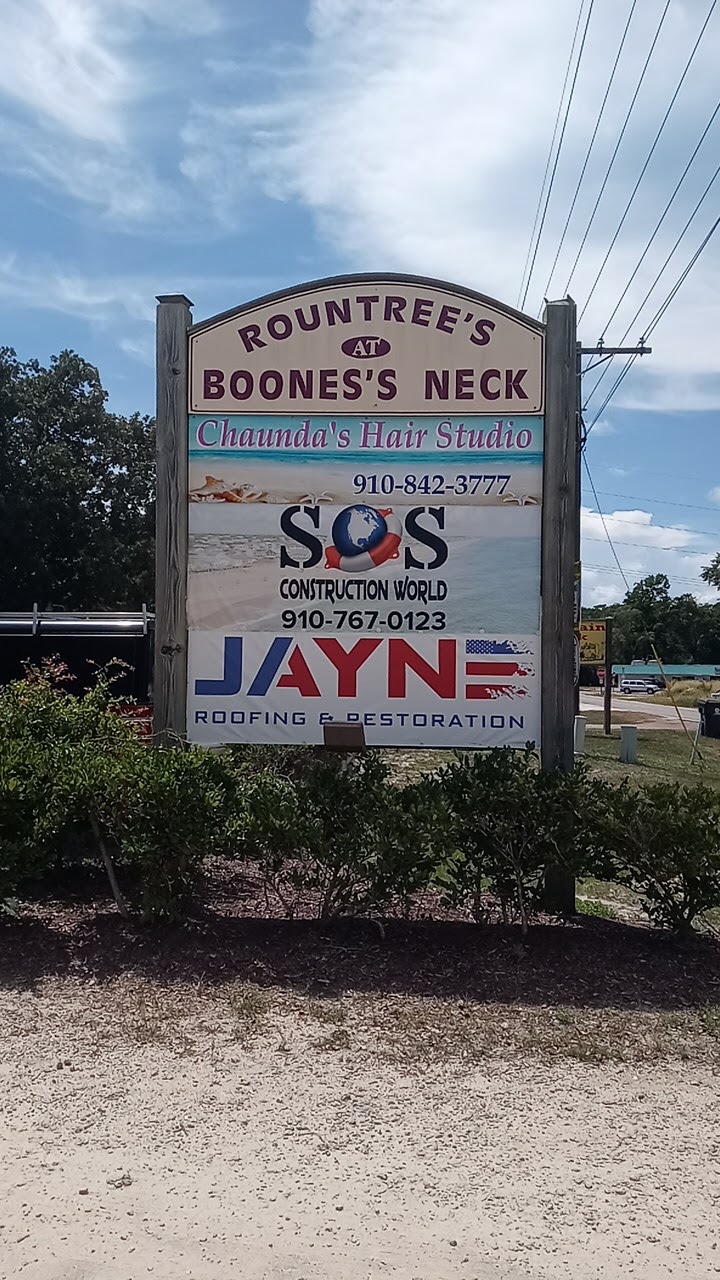 ROUNTREE'S
AT
BOONES'S NECK
Chaunda's Hair Studio
910-842-3777
SOS
CONSTRUCTION WORLD
910-767-0123
JAYNE
ROOFING & RESTORATION